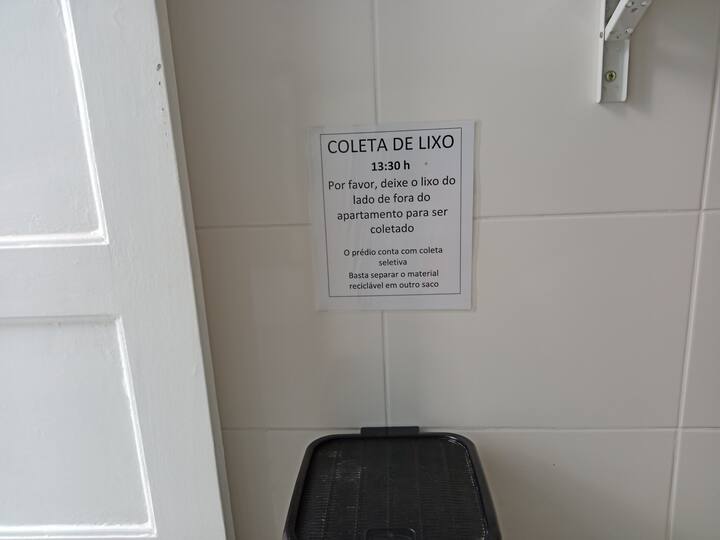 COLETA DE LIXO
13:30 h
Por favor, deixe o lixo do
lado de fora do
apartamento para ser
coletado
O prédio conta com coleta
seletiva
Basta separar o material
reciclável em outro saco